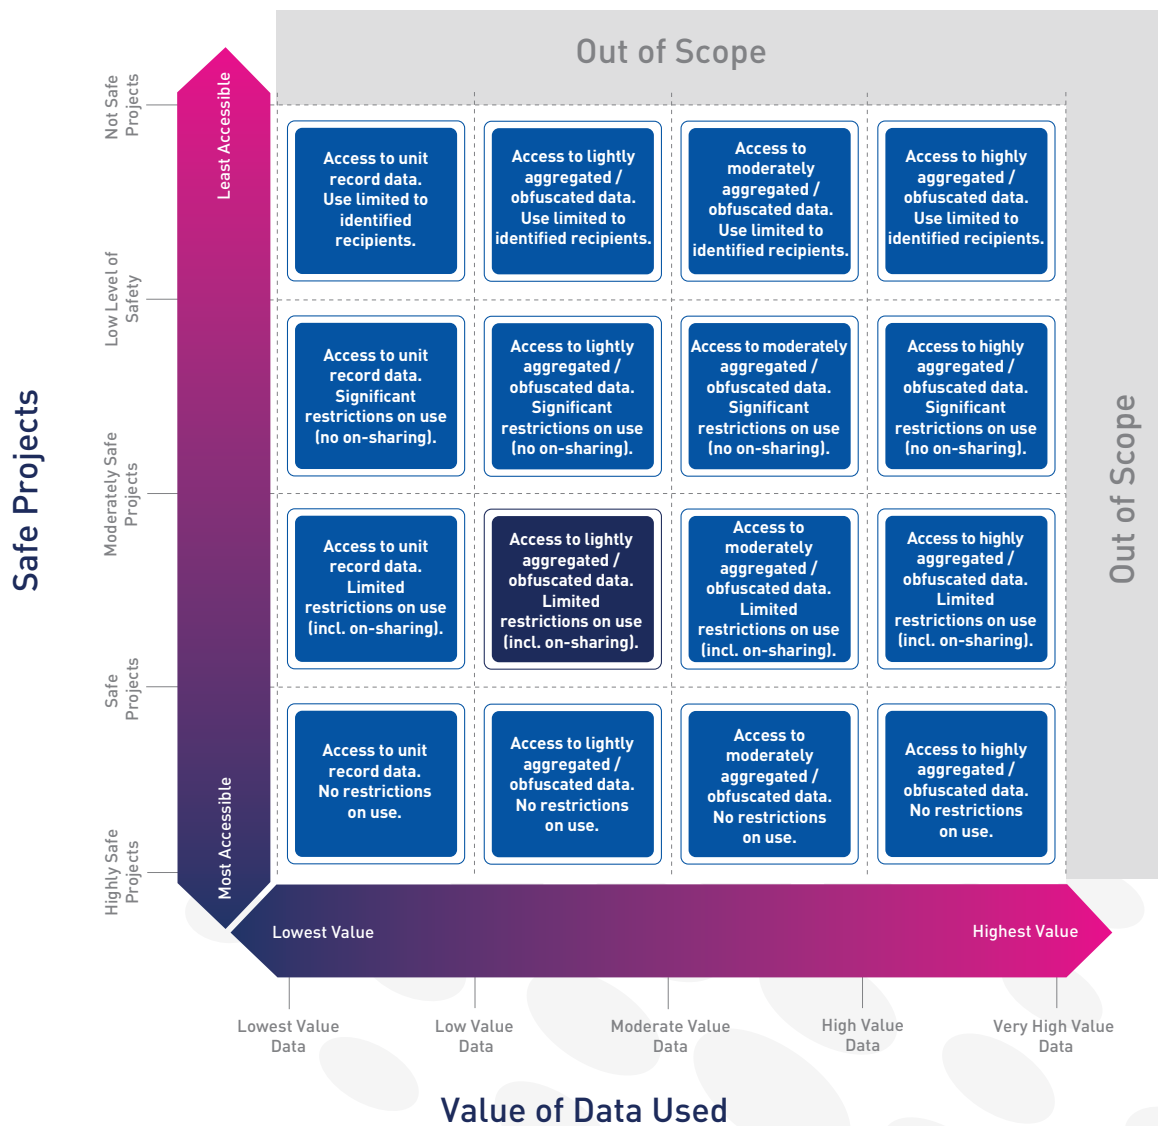 Out of Scope
Least Accessible
Not Safe
Projects
Access to unit
record data.
Use limited to
identified
recipients.
Access to lightly
aggregated /
obfuscated data.
Use limited to
identified recipients.
Access to
moderately
aggregated /
obfuscated data.
Use limited to
identified recipients.
Access to highly
aggregated /
obfuscated data.
Use limited to
identified recipients.
Low Level of
Safety
Access to unit
record data.
Significant
restrictions on use
(no on-sharing).
Access to lightly
aggregated /
obfuscated data.
Significant
restrictions on use
(no on-sharing).
Access to moderately
aggregated /
obfuscated data.
Significant
restrictions on use
(no on-sharing).
Access to highly
aggregated /
obfuscated data.
Significant
restrictions on use
(no on-sharing).
Safe Projects
Out of Scope
Moderately Safe
Projects
Access to unit
record data.
Limited
restrictions on use
(incl. on-sharing).
Access to lightly
aggregated /
obfuscated data.
Limited
restrictions on use
(incl. on-sharing).
Access to
moderately
aggregated /
obfuscated data.
Limited
restrictions on use
(incl. on-sharing).
Access to highly
aggregated /
obfuscated data.
Limited
restrictions on use
(incl. on-sharing).
Safe
Projects
Access to unit
record data.
No restrictions
on use.
Access to lightly
aggregated /
obfuscated data.
No restrictions
on use.
Access to
moderately
aggregated /
obfuscated data.
No restrictions
on use.
Access to highly
aggregated /
obfuscated data.
No restrictions
on use.
Most Accessible
Highly Safe
Projects
Lowest Value
Highest Value
Lowest Value
Data
Low Value
Data
Moderate Value
Data
High Value
Data
Very High Value
Data
Value of Data Used